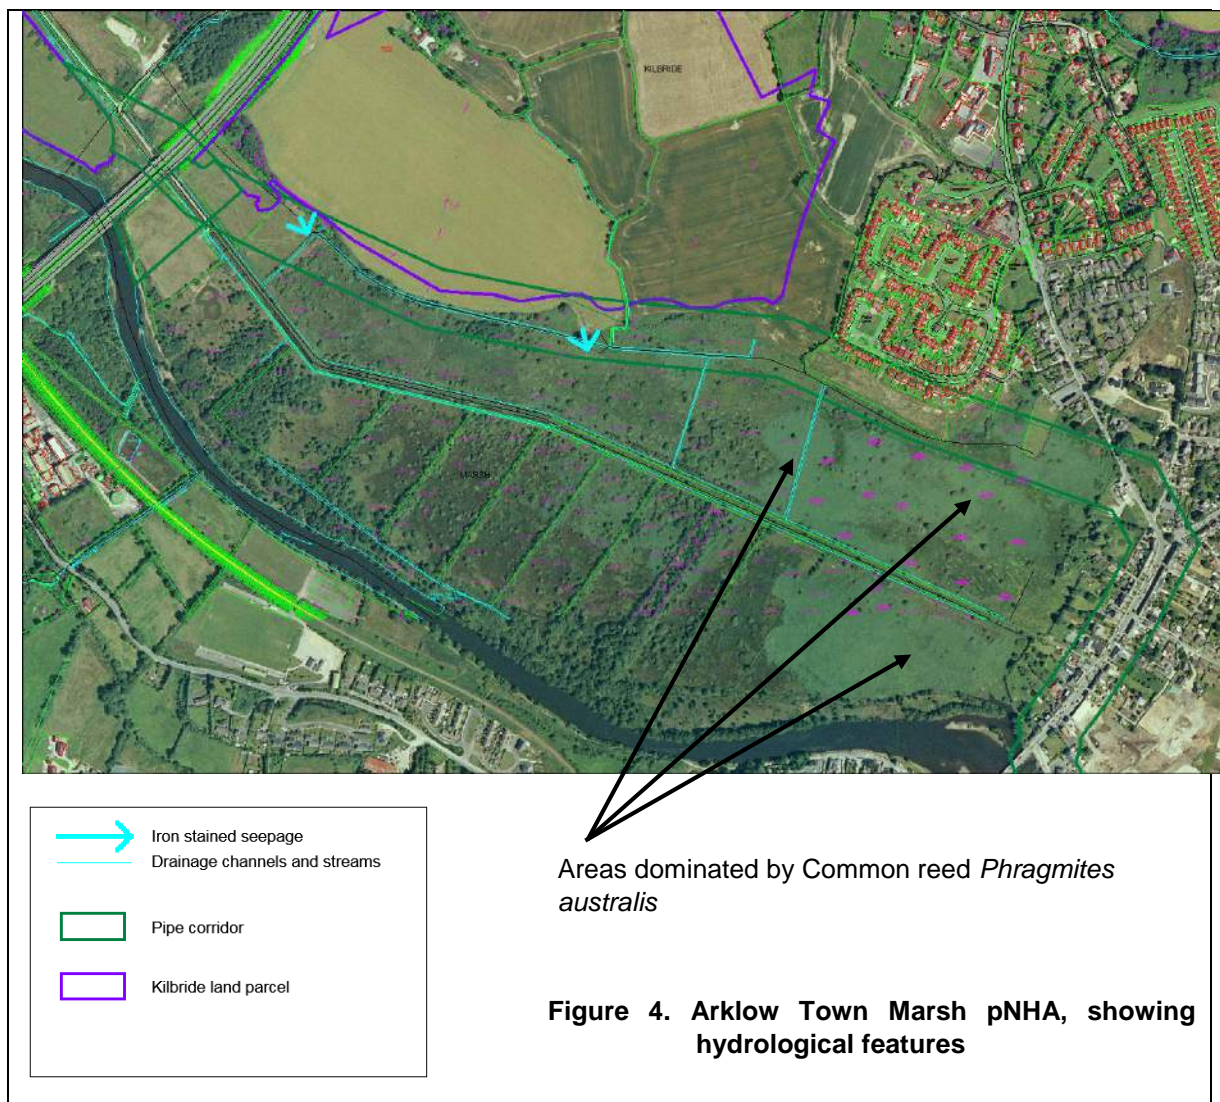 KILBRIDE
MARSH
Iron stained seepage
Drainage channels and streams
Pipe corridor
Kilbride land parcel
Areas dominated by Common reed Phragmites
australis
Figure 4. Arklow Town Marsh pNHA, showing
hydrological features